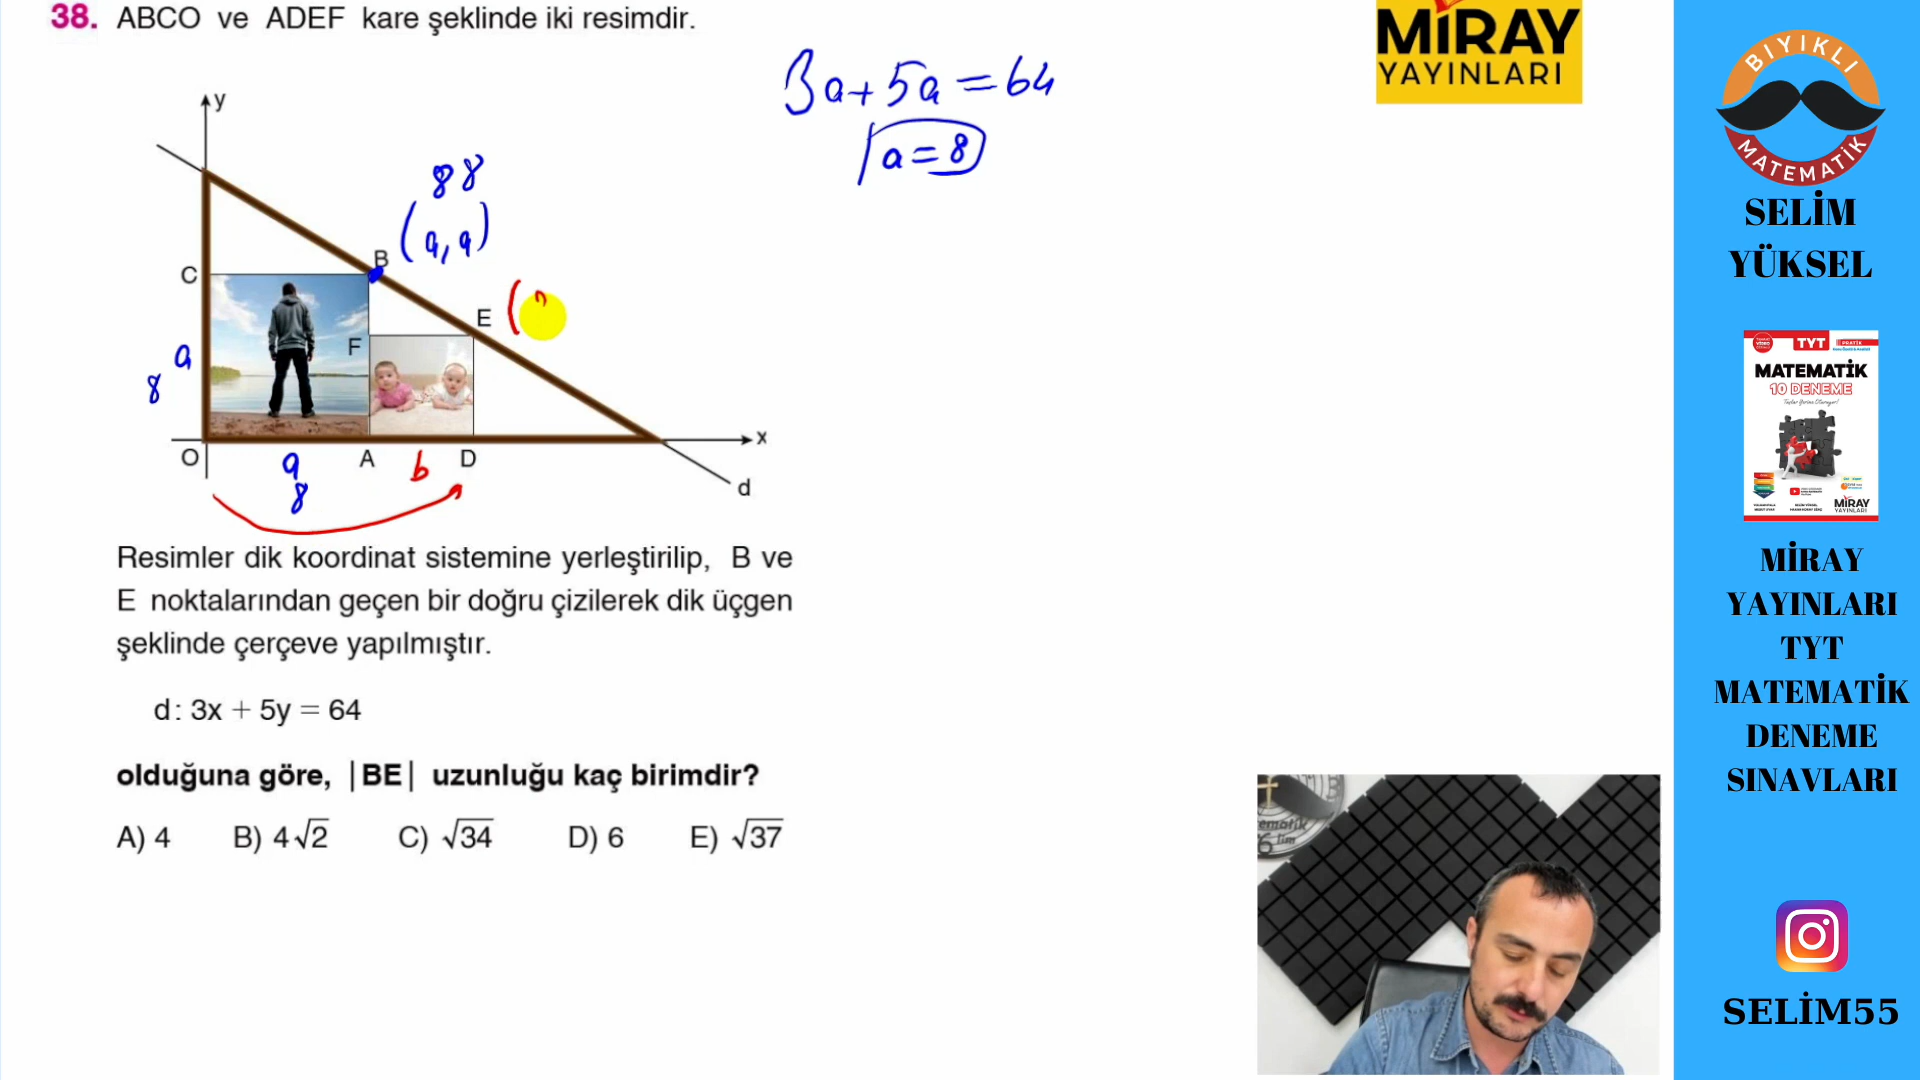 38. ABCO ve ADEF kare şeklinde iki resimdir.
3a+5a=64
a=8
y
8 8
(a,a)
B
C
E
(
F
a
8
x
O
A
D
a
b
8
d
Resimler dik koordinat sistemine yerleştirilip, B ve
E noktalarından geçen bir doğru çizilerek dik üçgen
şeklinde çerçeve yapılmıştır.
d: 3x + 5y = 64
olduğuna göre, |BE| uzunluğu kaç birimdir?
A) 4 B) 4√2 C) √34 D) 6 E) √37
MİRAY
YAYINLARI
BIYIKLI
MATEMATİK
SELİM
YÜKSEL
TYT
PRATİK
MATEMATİK
10 DENEME
MİRAY
YAYINLARI
MİRAY
YAYINLARI
TYT
MATEMATİK
DENEME
SINAVLARI
SELİM55